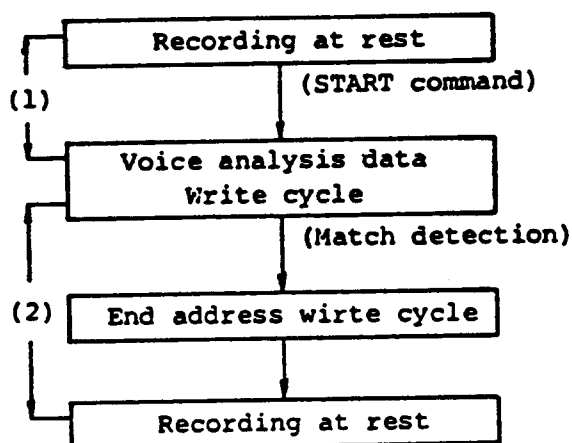 Recording at rest
(START command)
(1)
Voice analysis data
Write cycle
(Match detection)
(2)
End address wirte cycle
Recording at rest